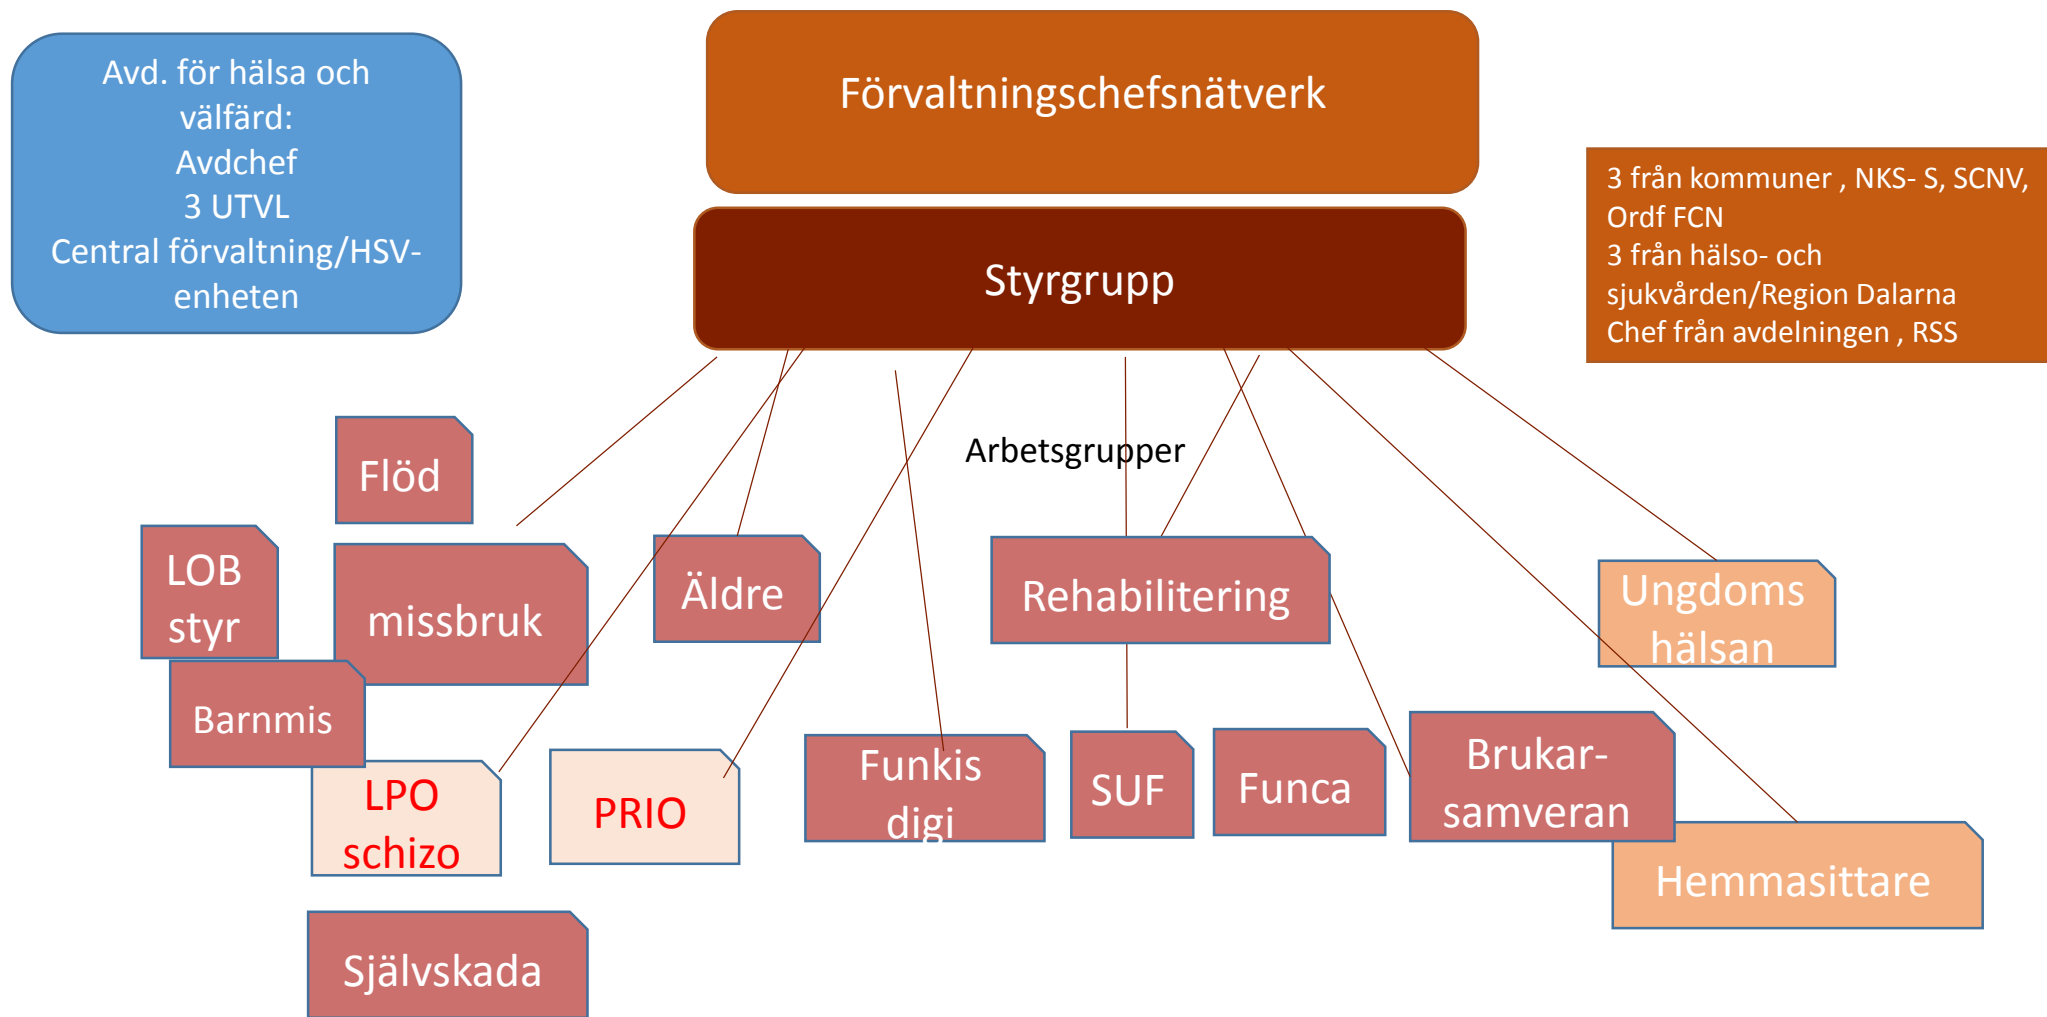 Avd. för hälsa och
välfärd:
Avdchef
3 UTVL
Central förvaltning/HSV-
enheten
Förvaltningschefsnätverk
Styrgrupp
3 från kommuner , NKS- S, SCNV,
Ordf FCN
3 från hälso- och
sjukvården/Region Dalarna
Chef från avdelningen , RSS
Arbetsgrupper
Flöd
LOB
styr
missbruk
Barnmis
Äldre
Rehabilitering
Ungdoms
hälsan
LPO
schizo
PRIO
Funkis
digi
SUF
Funca
Brukar-
samveran
Hemmasittare
Självskada